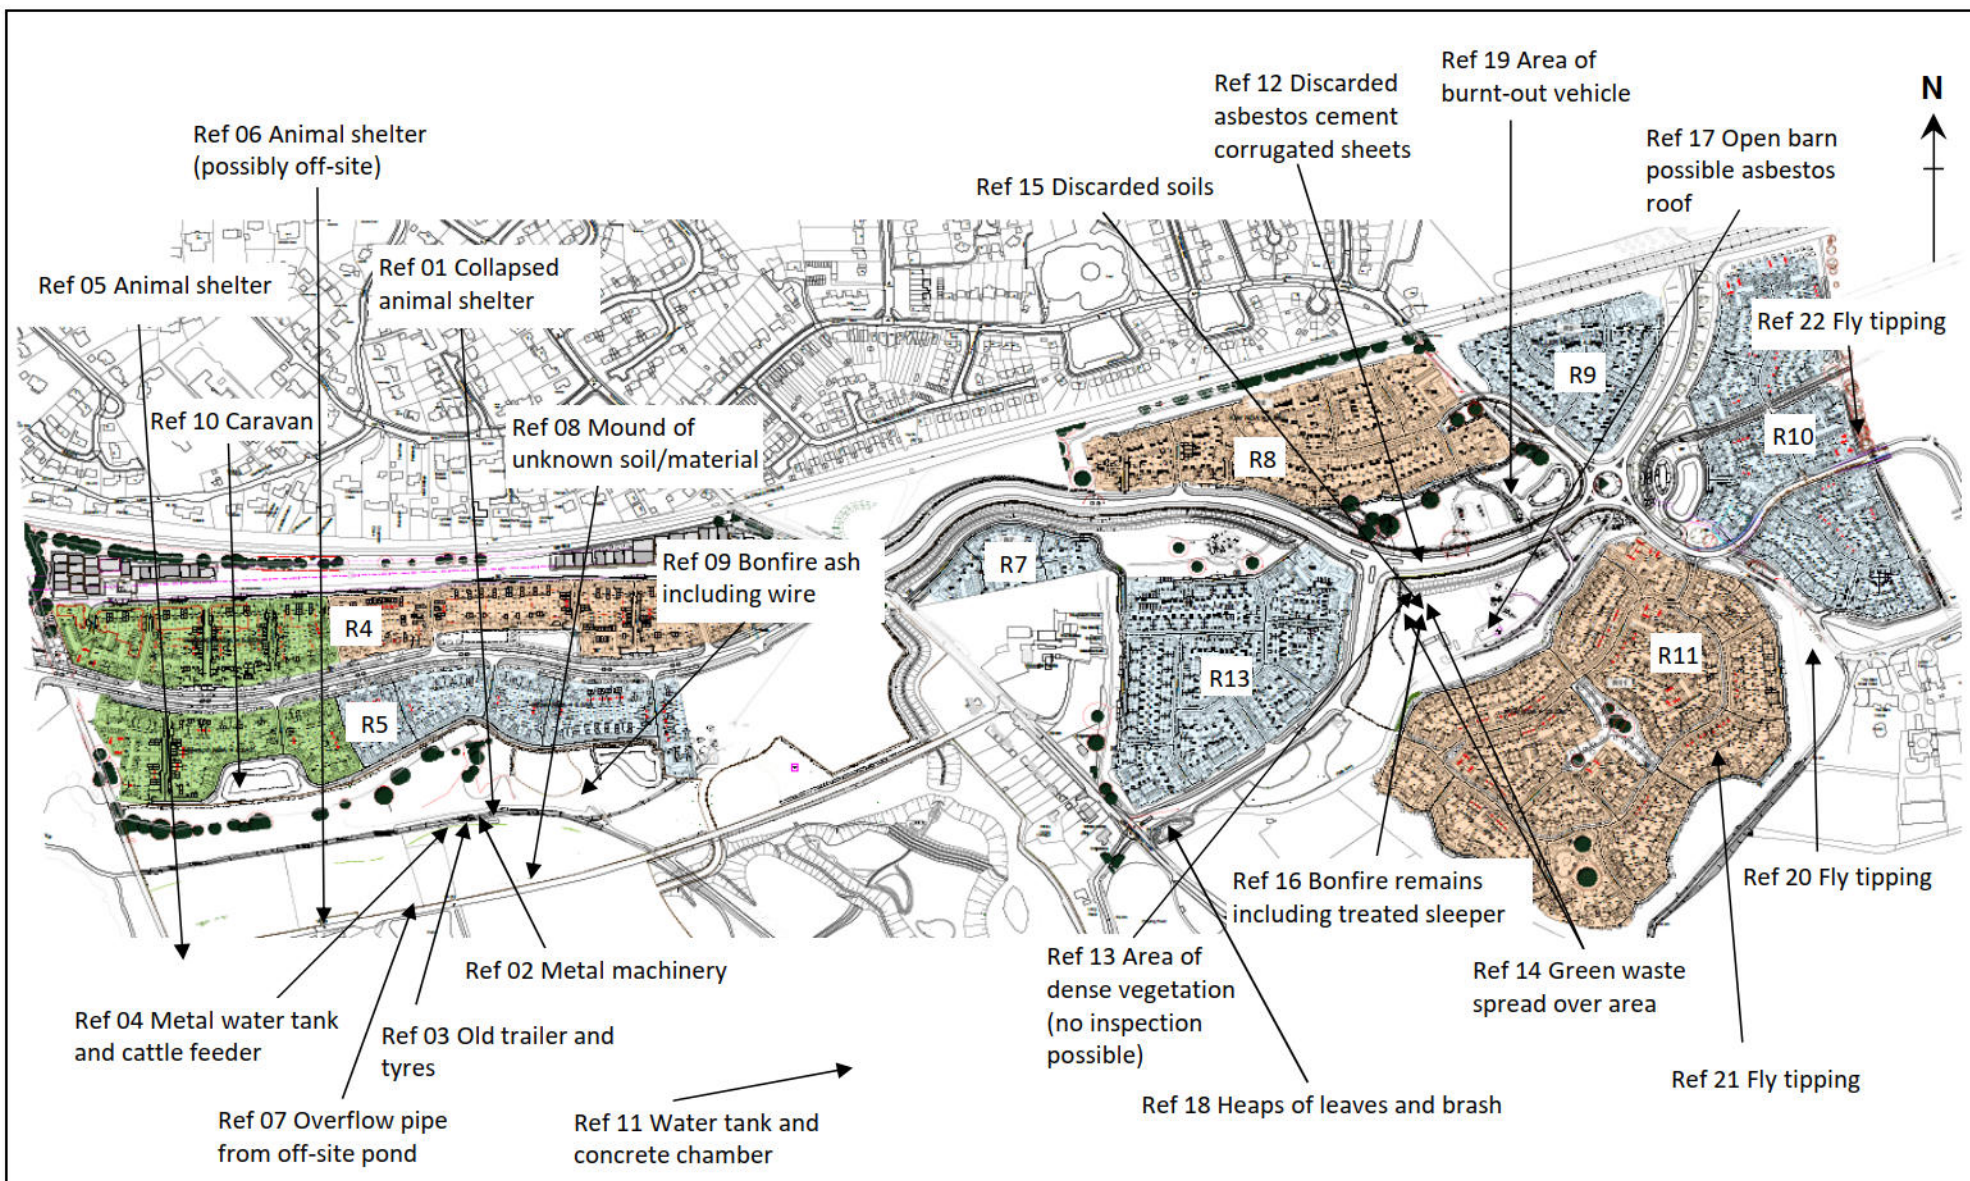 Ref 19 Area of
burnt-out vehicle
Ref 12 Discarded
asbestos cement
corrugated sheets
N
Ref 06 Animal shelter
(possibly off-site)
Ref 17 Open barn
possible asbestos
roof
Ref 15 Discarded soils
Ref 01 Collapsed
animal shelter
Ref 05 Animal shelter
Ref 22 Fly tipping
R9
Ref 10 Caravan
Ref 08 Mound of
unknown soil/material
R8
R10
Ref 09 Bonfire ash
including wire
R7
R4
R11
R13
R5
Ref 16 Bonfire remains
including treated sleeper
Ref 20 Fly tipping
Ref 13 Area of
dense vegetation
(no inspection
possible)
Ref 14 Green waste
spread over area
Ref 02 Metal machinery
Ref 04 Metal water tank
and cattle feeder
Ref 03 Old trailer and
tyres
Ref 21 Fly tipping
Ref 18 Heaps of leaves and brash
Ref 07 Overflow pipe
from off-site pond
Ref 11 Water tank and
concrete chamber